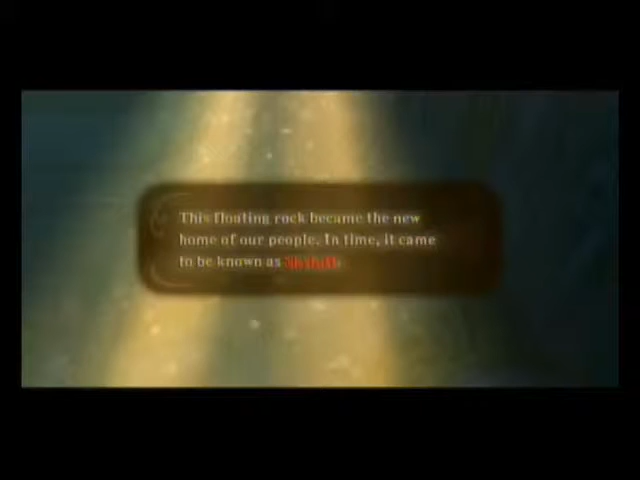 This floating rock became the new
home of our people. In time, it came
to be known as